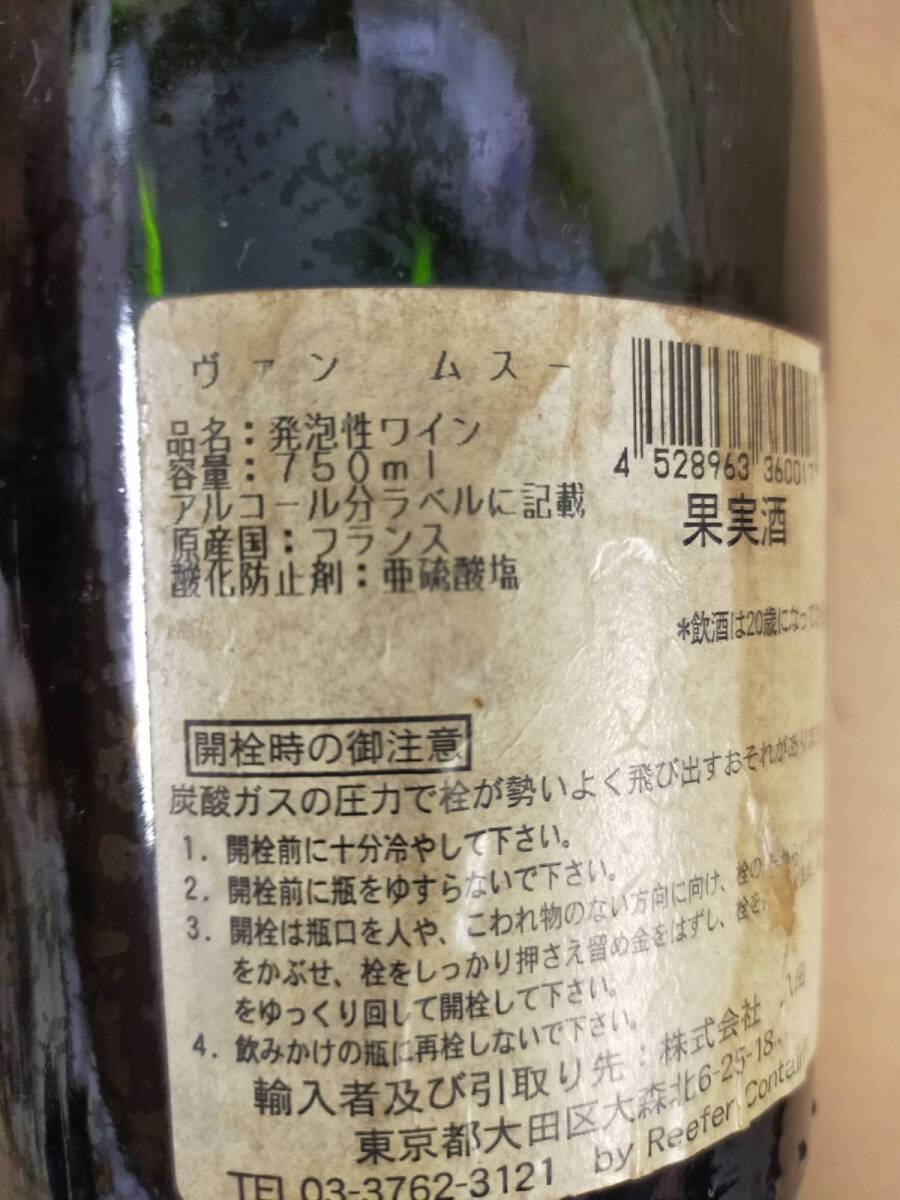 ヴァン ムスー
4 528963 360017
品名:発泡性ワイン
容量:750ml
アルコール分ラベルに記載
原産国:フランス
酸化防止剤:亜硫酸塩
果実酒
*飲酒は20歳になって
開栓時の御注意
炭酸ガスの圧力で栓が勢いよく飛び出すおそれがあります
1. 開栓前に十分冷やして下さい。
2. 開栓前に瓶をゆすらないで下さい。
3. 開栓は瓶口を人や、こわれ物のない方向に向け、栓の
をかぶせ、栓をしっかり押さえ留め金をはずし、栓を
をゆっくり回して開栓して下さい。
4. 飲みかけの瓶に再栓しないで下さい。
輸入者及び引取り先:株式会社
東京都大田区大森北6-25-18
TEL 03-3762-3121 by Reefer